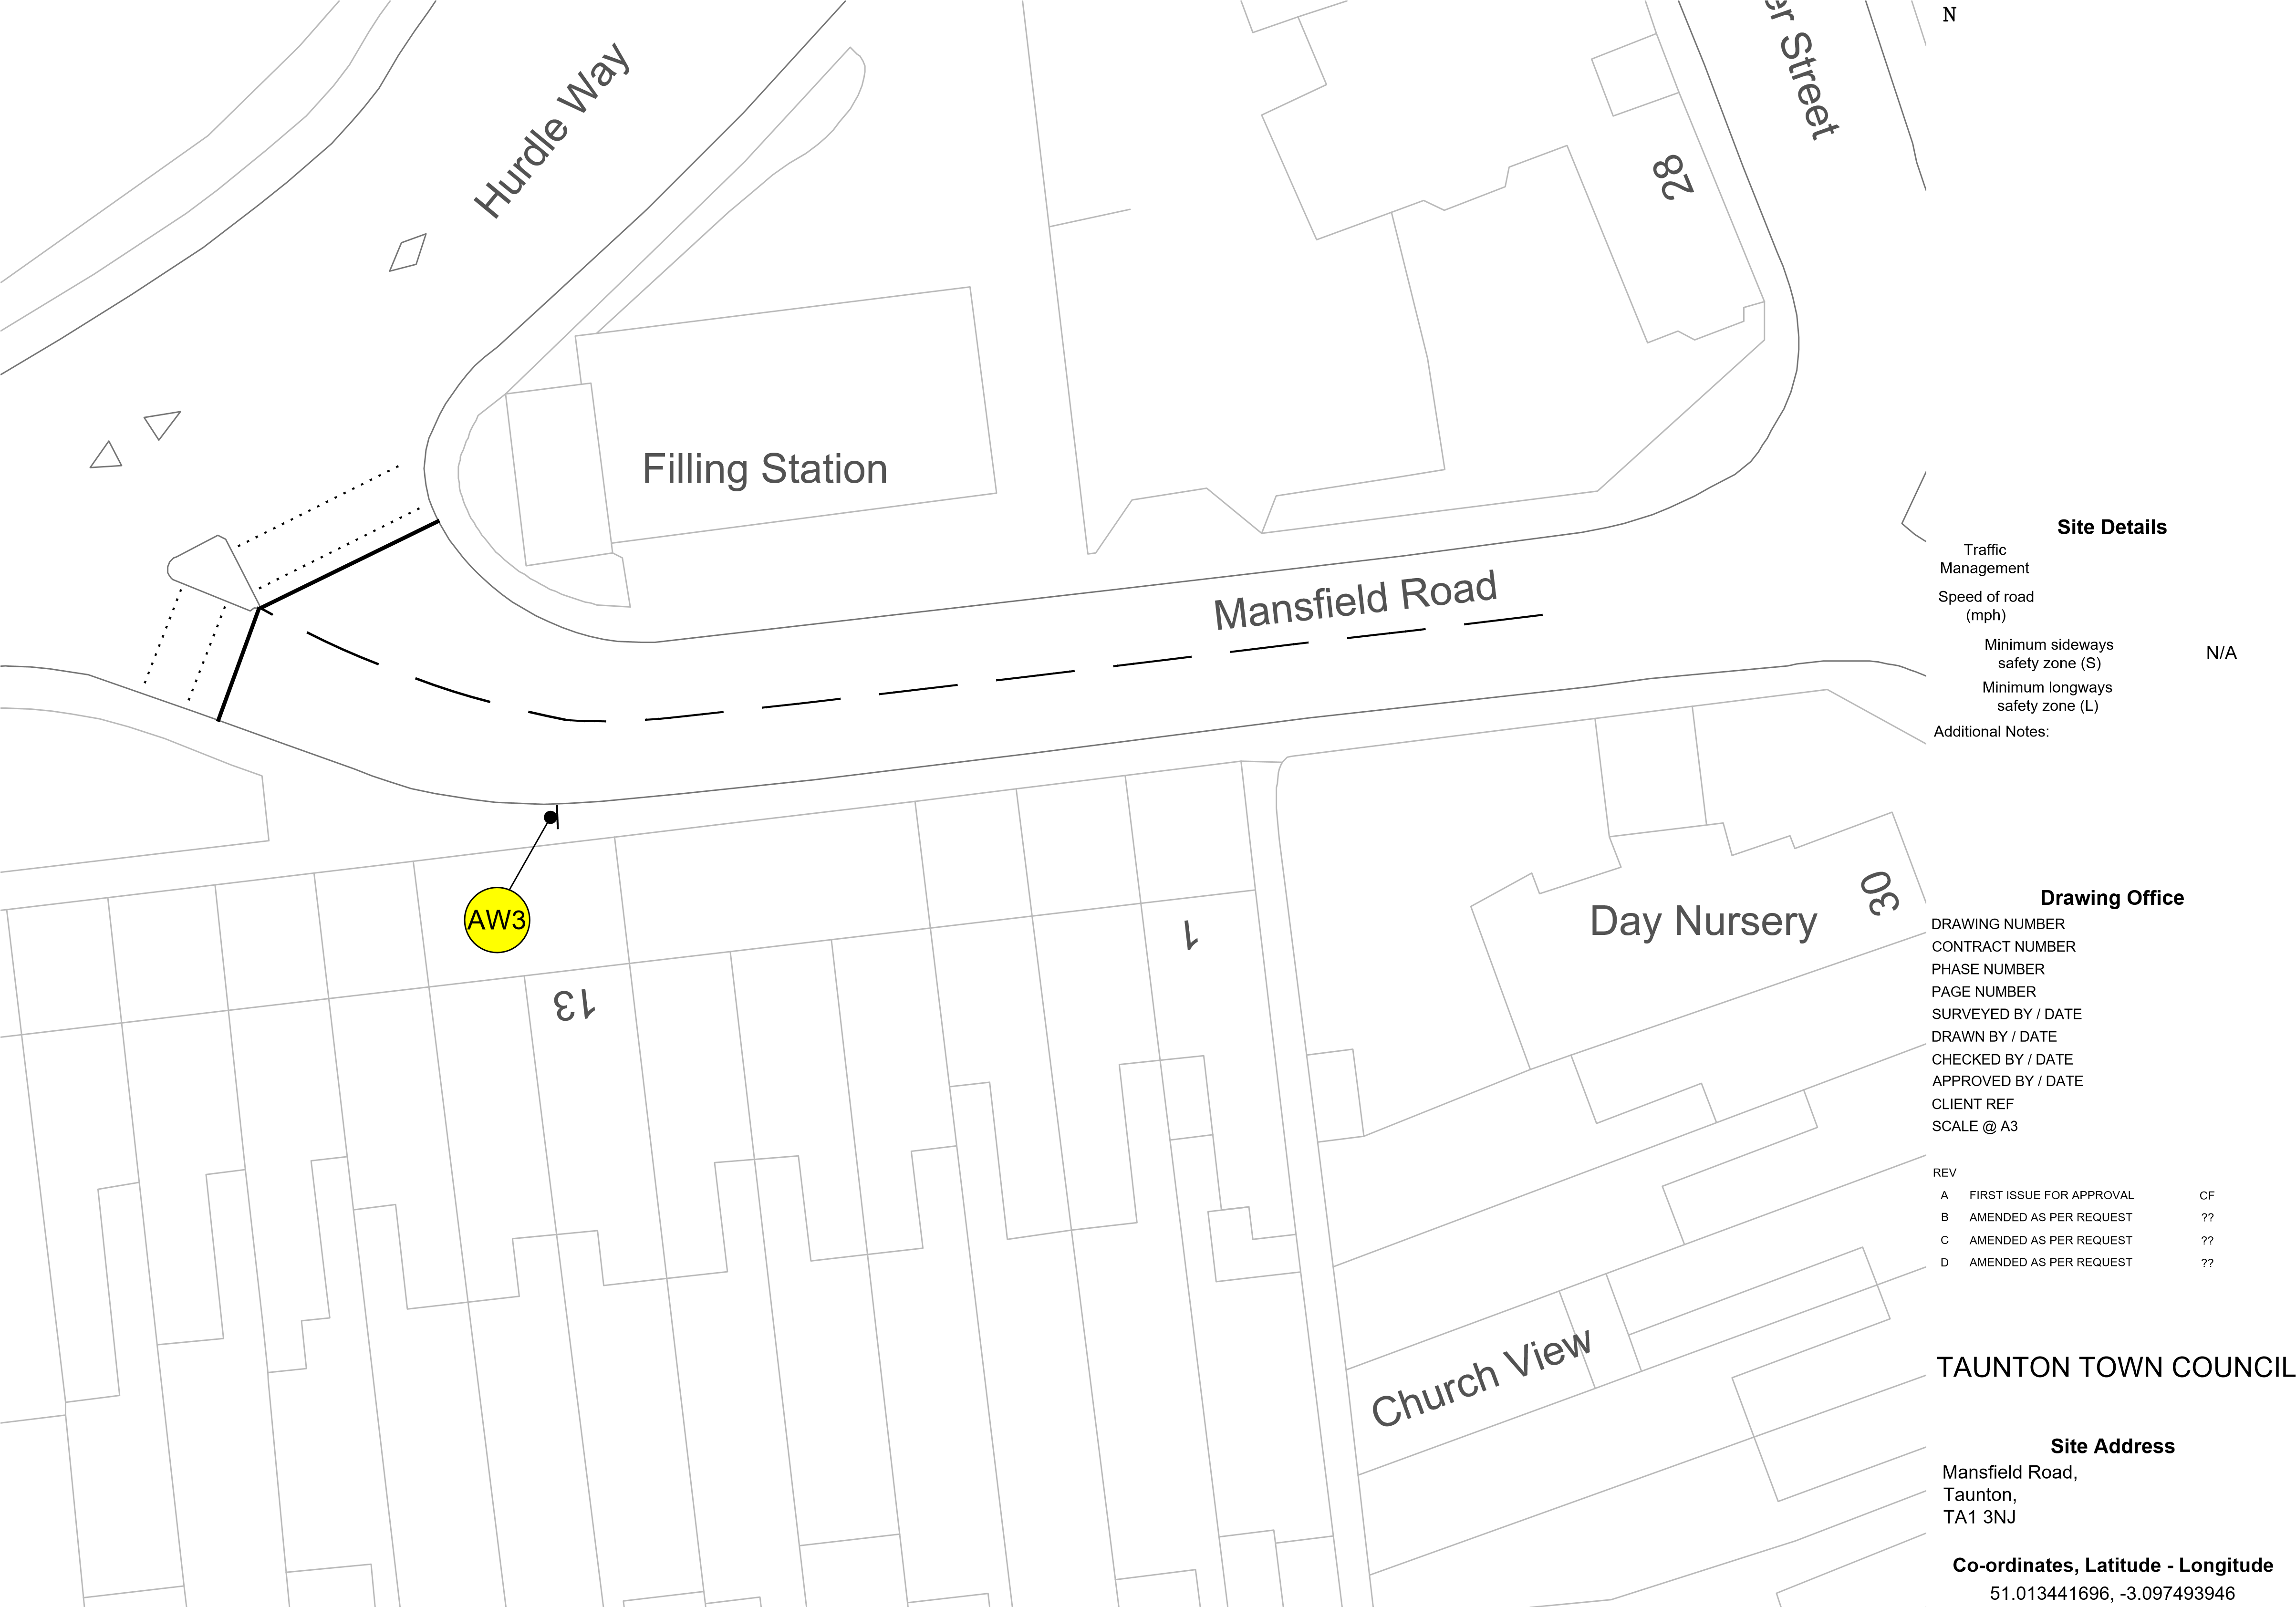 Hurdle Way
er Street
28
Filling Station
Mansfield Road
AW3
13
1
Day Nursery
30
Church View
N
Site Details
Traffic
Management
Speed of road
(mph)
Minimum sideways
safety zone (S)
N/A
Minimum longways
safety zone (L)
Additional Notes:
Drawing Office
DRAWING NUMBER
CONTRACT NUMBER
PHASE NUMBER
PAGE NUMBER
SURVEYED BY / DATE
DRAWN BY / DATE
CHECKED BY / DATE
APPROVED BY / DATE
CLIENT REF
SCALE @ A3
REV
A FIRST ISSUE FOR APPROVAL CF
B AMENDED AS PER REQUEST ??
C AMENDED AS PER REQUEST ??
D AMENDED AS PER REQUEST ??
TAUNTON TOWN COUNCIL
Site Address
Mansfield Road,
Taunton,
TA1 3NJ
Co-ordinates, Latitude - Longitude
51.013441696, -3.097493946